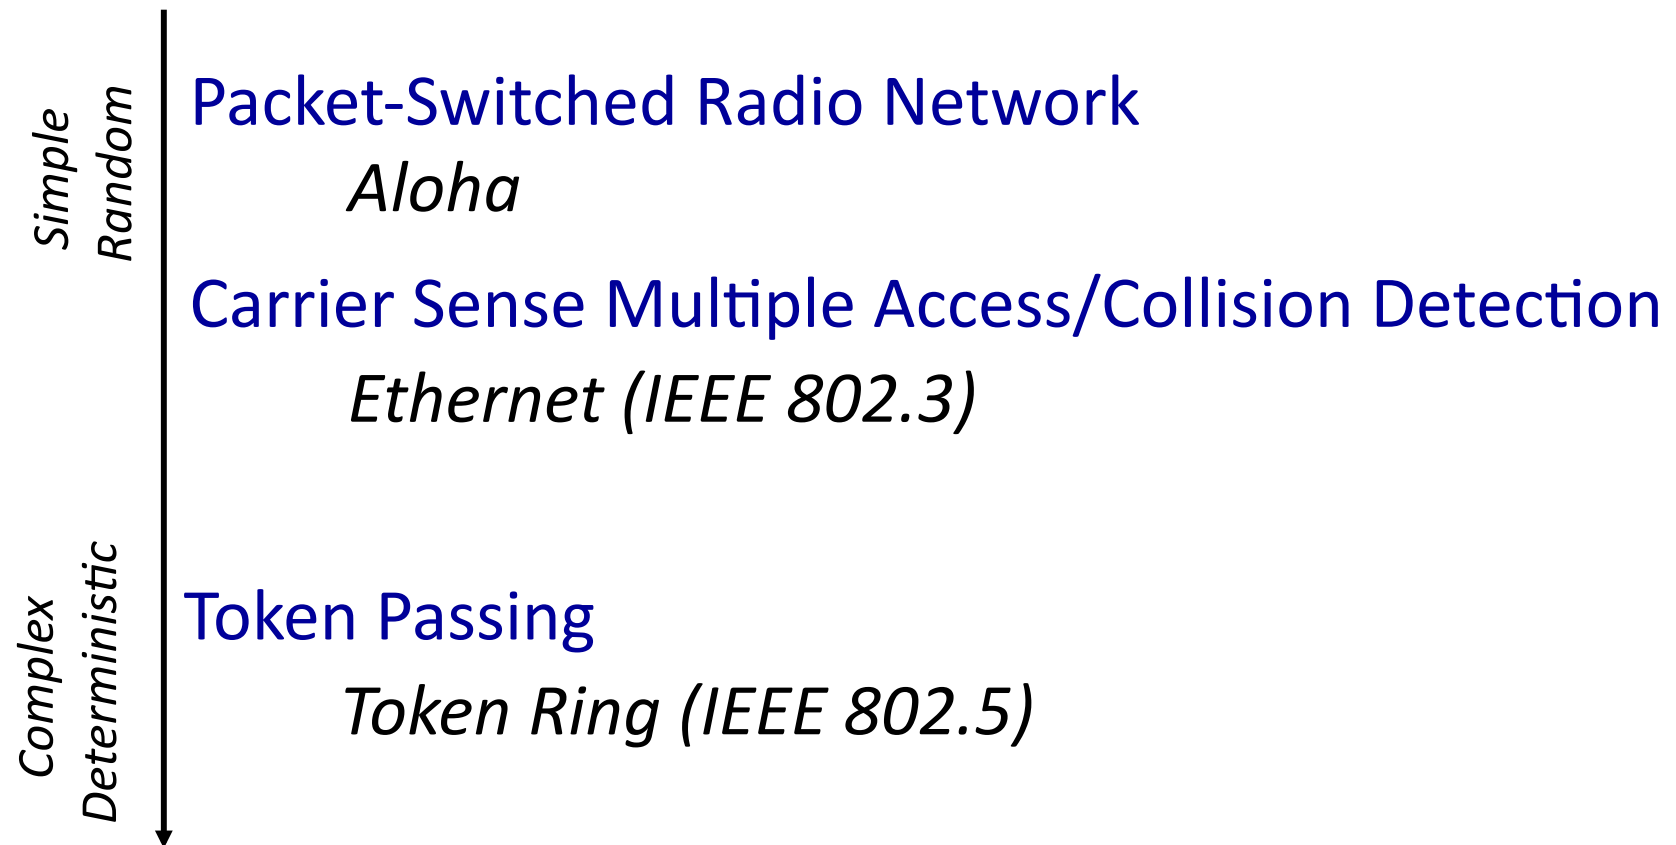 Simple
Random
Packet-Switched Radio Network
Aloha
Carrier Sense Multiple Access/Collision Detection
Ethernet (IEEE 802.3)
Complex
Deterministic
Token Passing
Token Ring (IEEE 802.5)